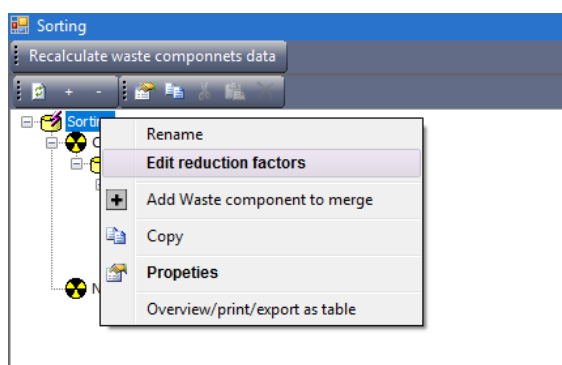 Sorting
Recalculate waste componnets data
+ -
Rename
Edit reduction factors
Add Waste component to merge
Copy
Propeties
Overview/print/export as table